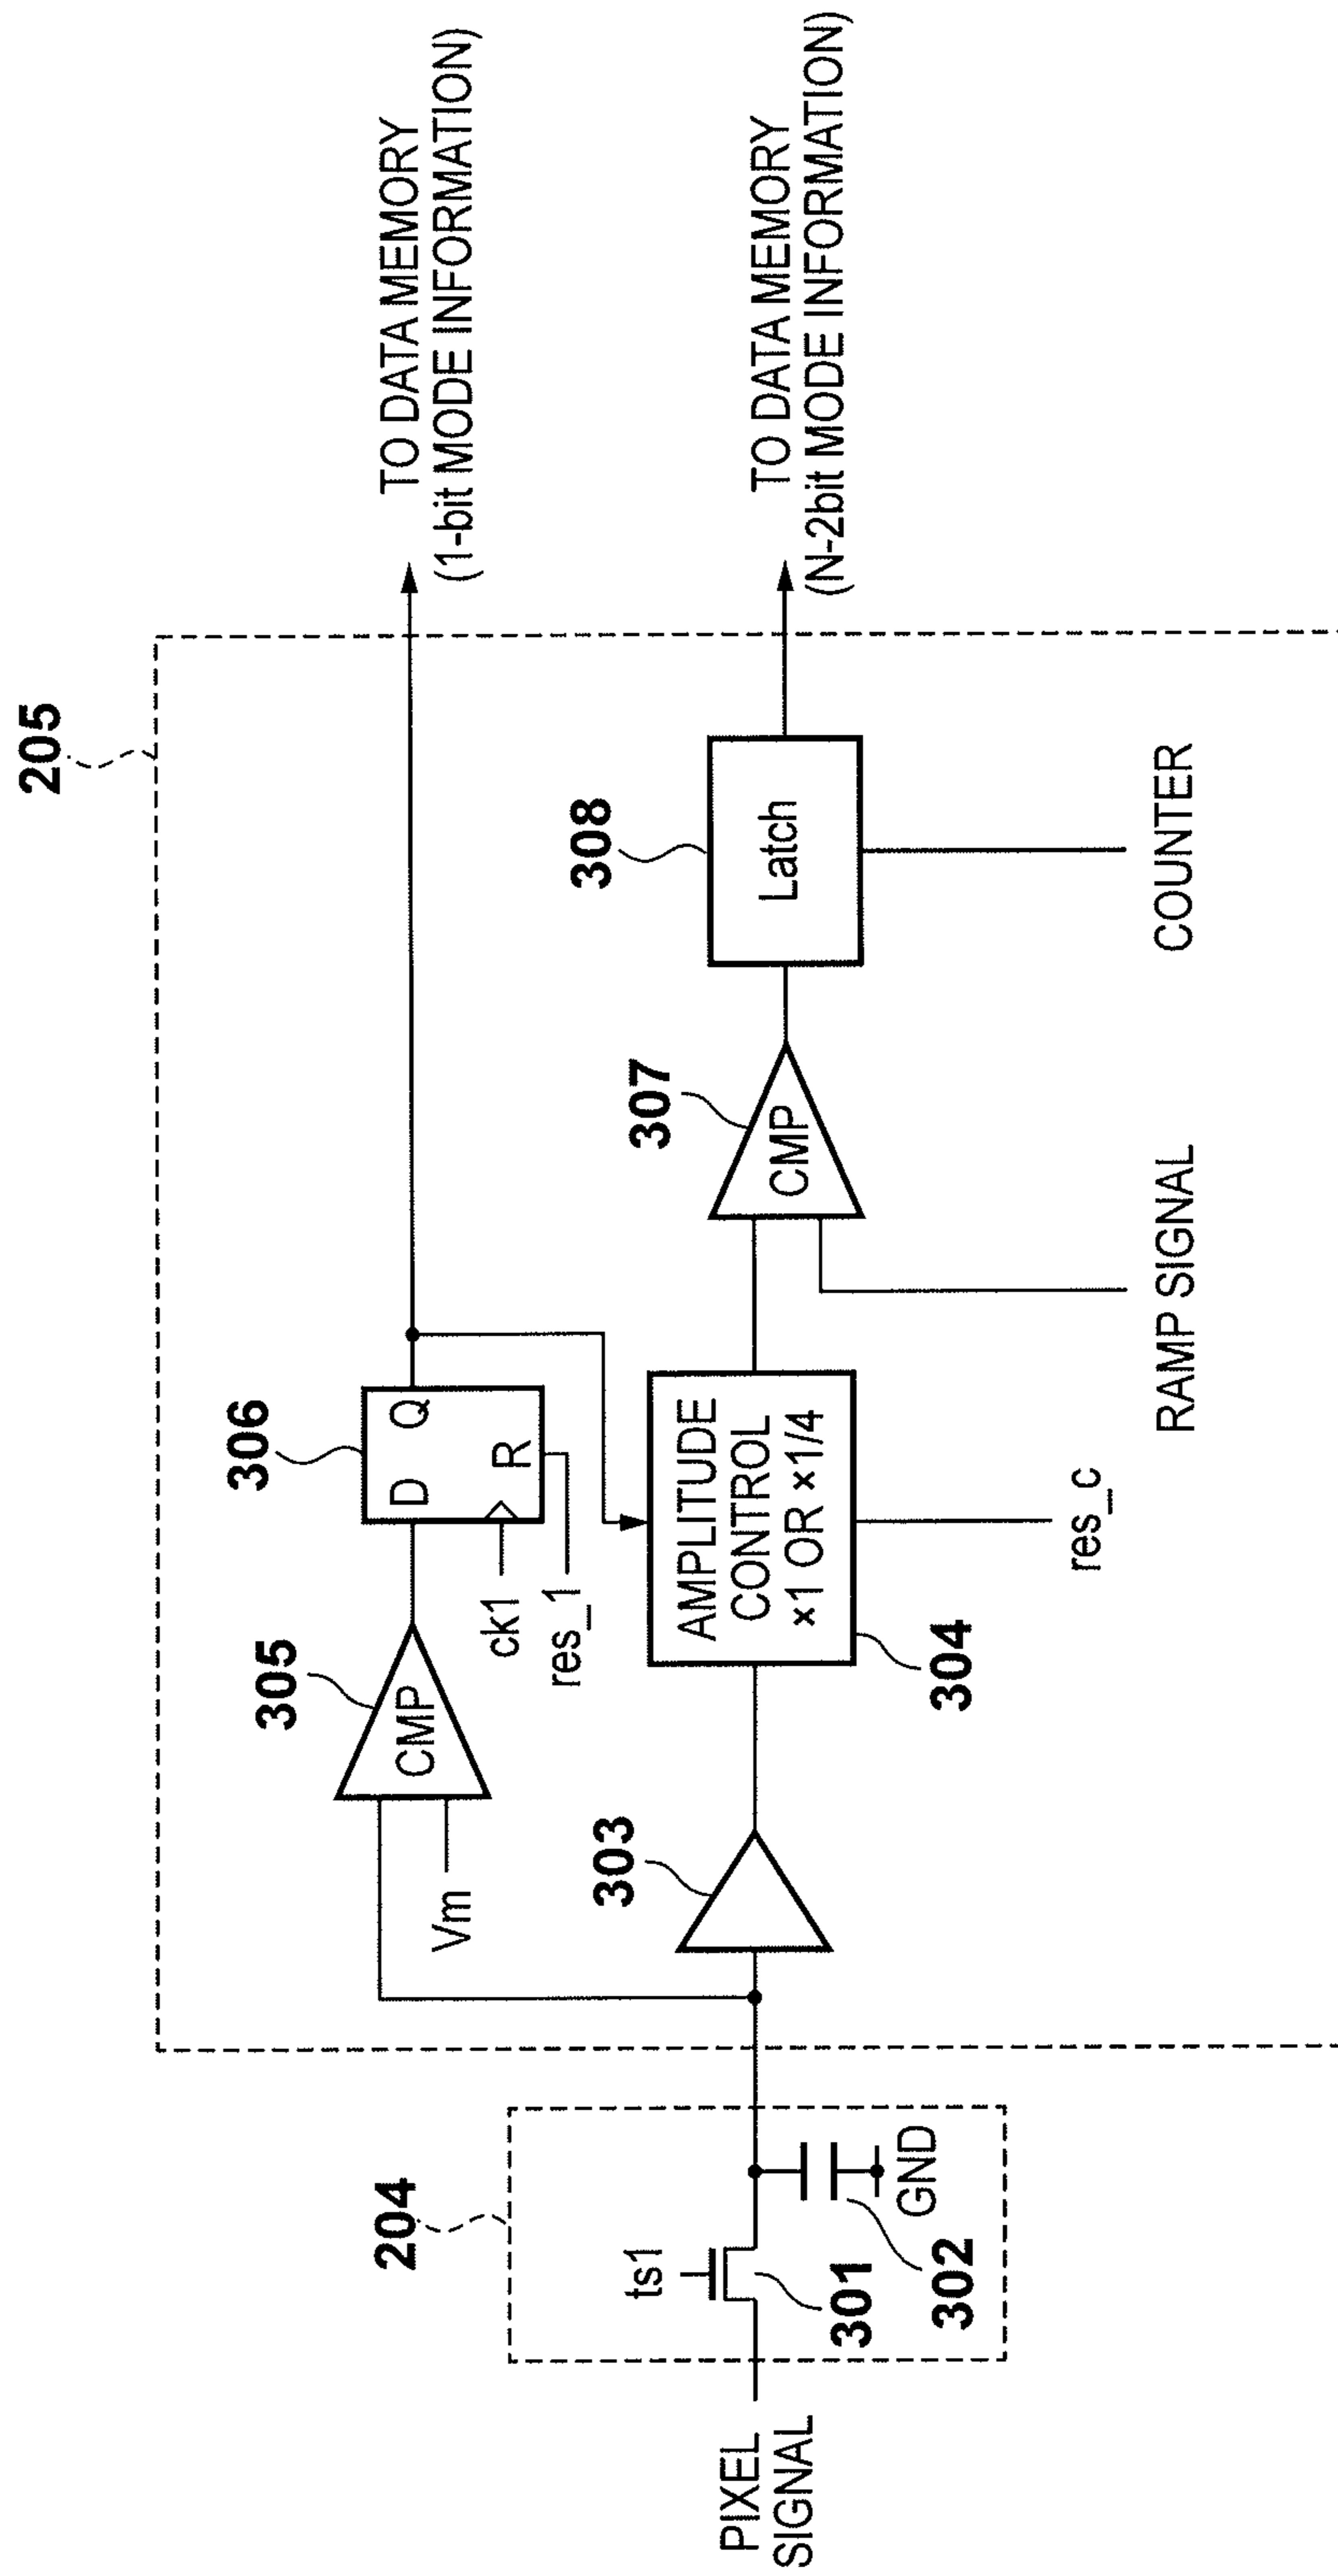 205
TO DATA MEMORY
(1-bit MODE INFORMATION)
306
D
Q
R
305
CMP
Vm
ck1
res_1
TO DATA MEMORY
(N-2bit MODE INFORMATION)
308
Latch
307
CMP
303
AMPLITUDE
CONTROL
×1 OR ×1/4
304
204
ts1
301
302
GND
PIXEL
SIGNAL
res_c
RAMP SIGNAL
COUNTER